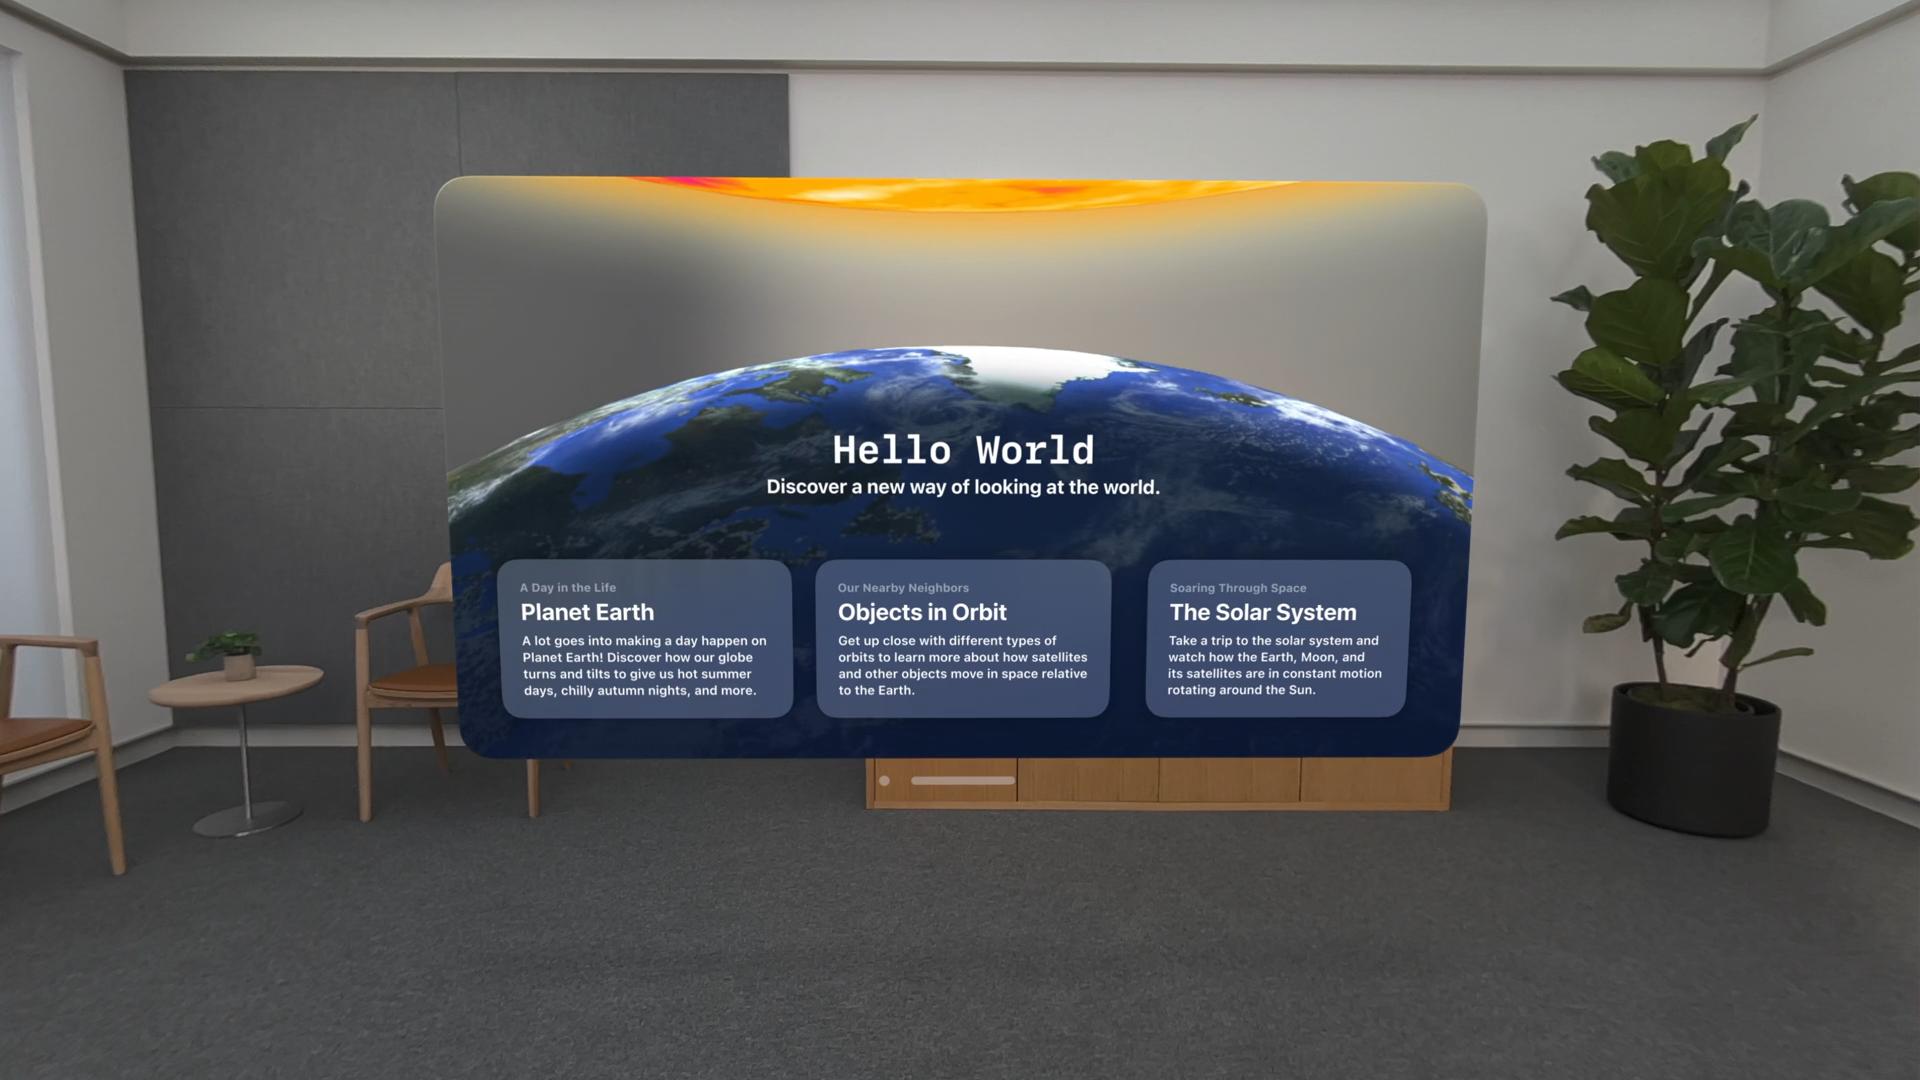 Hello World
Discover a new way of looking at the world.
A Day in the Life
Planet Earth
A lot goes into making a day happen on
Planet Earth! Discover how our globe
turns and tilts to give us hot summer
days, chilly autumn nights, and more.
Our Nearby Neighbors
Objects in Orbit
Get up close with different types of
orbits to learn more about how satellites
and other objects move in space relative
to the Earth.
Soaring Through Space
The Solar System
Take a trip to the solar system and
watch how the Earth, Moon, and
its satellites are in constant motion
rotating around the Sun.